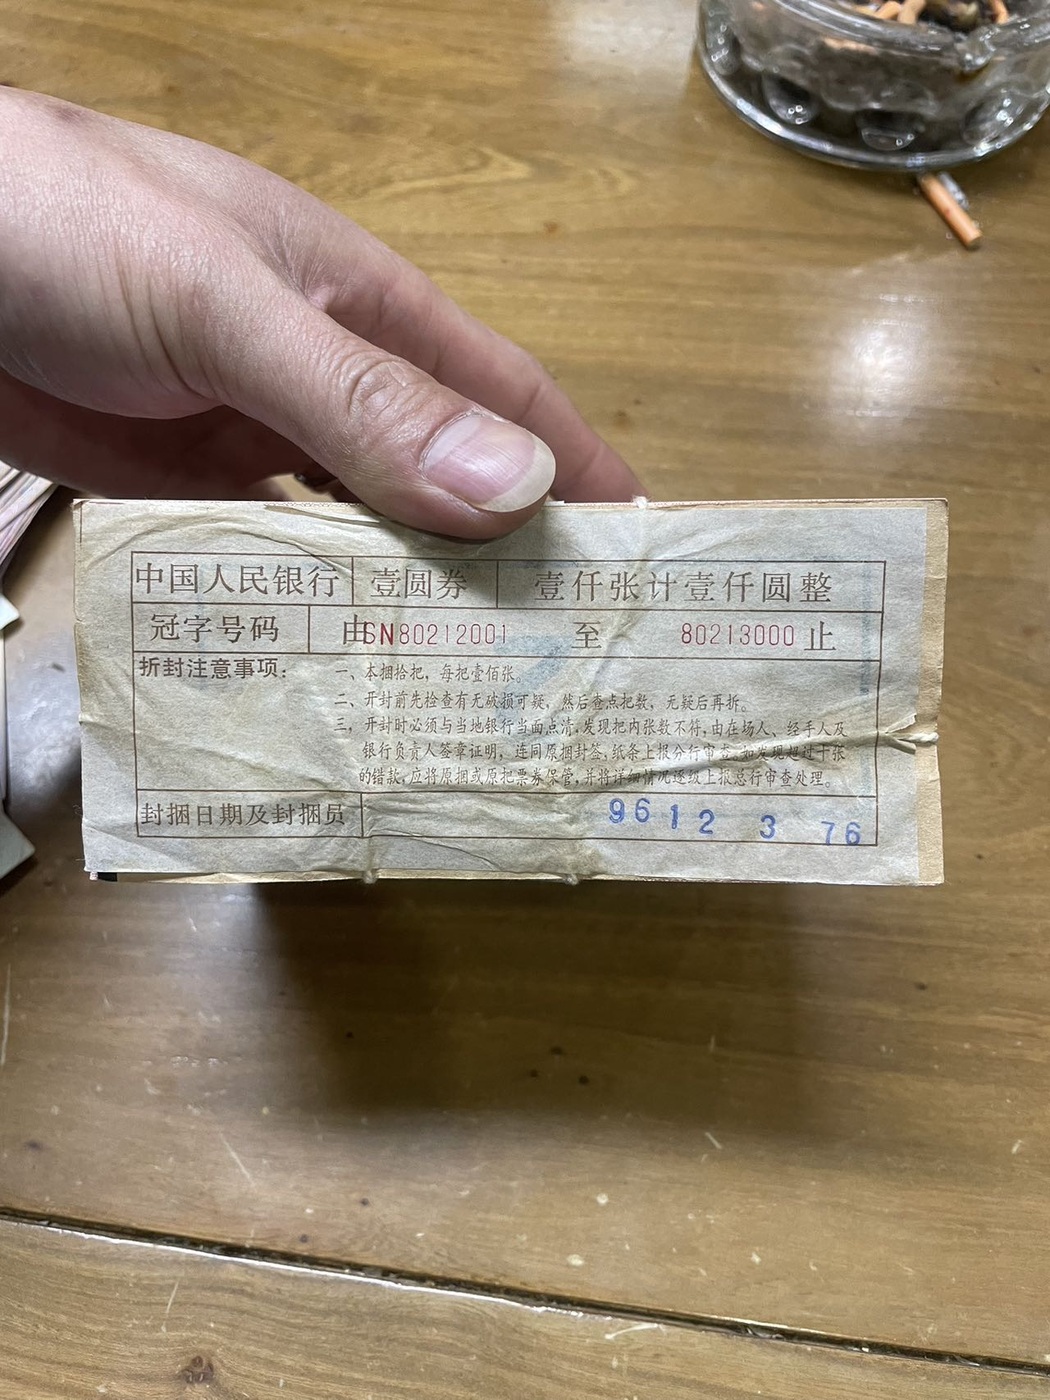 中国人民银行 壹圆券 壹仟张计壹仟圆整
冠字号码 由SN80212001 至 80213000 止
折封注意事项： 一、本捆拾把，每把壹佰张。
二、开封前先检查有无破损可疑，然后查点把数，无疑后再拆。
三、开封时必须与当地银行当面点清，发现把内张数不符，由在场人、经手人及
银行负责人签章证明，连同原捆封签，纸条上报分行审查。如发现超过十张
的错款，应将原捆或原把票券保管，并将详细情况逐级上报总行审查处理。
封捆日期及封捆员 96 12 3 76